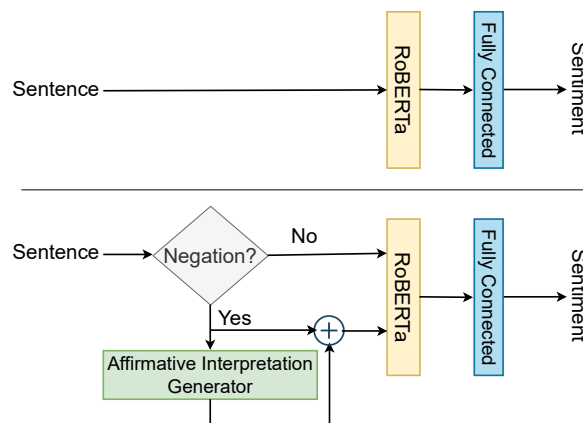 Sentence
RoBERTa
Fully Connected
Sentiment
Sentence
Negation?
No
Yes
+
RoBERTa
Fully Connected
Sentiment
Affirmative Interpretation
Generator